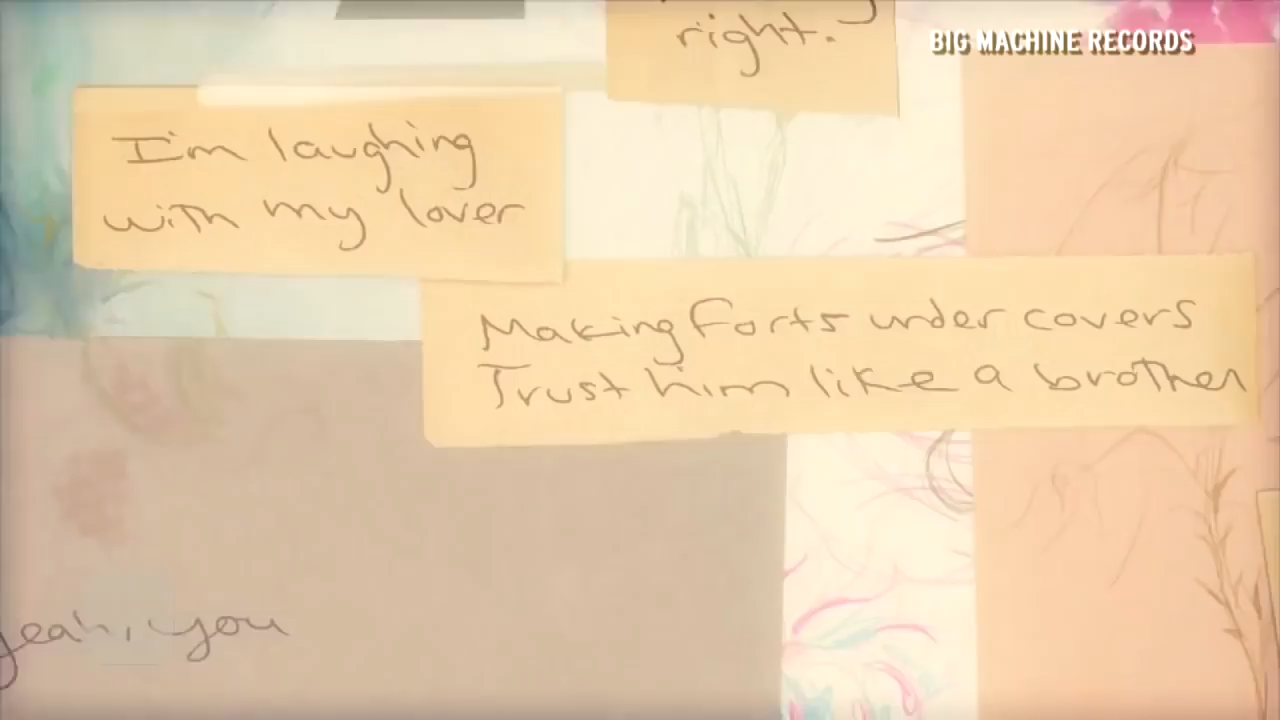 right.
BIG MACHINE RECORDS
I'm laughing
with my lover
Making forts under covers
Trust him like a brother
yeah, you